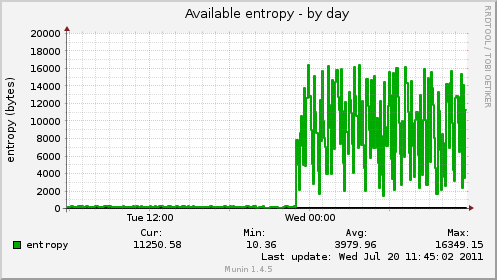 Available entropy - by day
RRDTOOL / TOBI OETIKER
entropy (bytes)
20000
18000
16000
14000
12000
10000
8000
6000
4000
2000
0
Tue 12:00 Wed 00:00
Cur: Min: Avg: Max:
entropy 11250.58 10.36 3979.96 16349.15
Last update: Wed Jul 20 11:45:02 2011
Munin 1.4.5